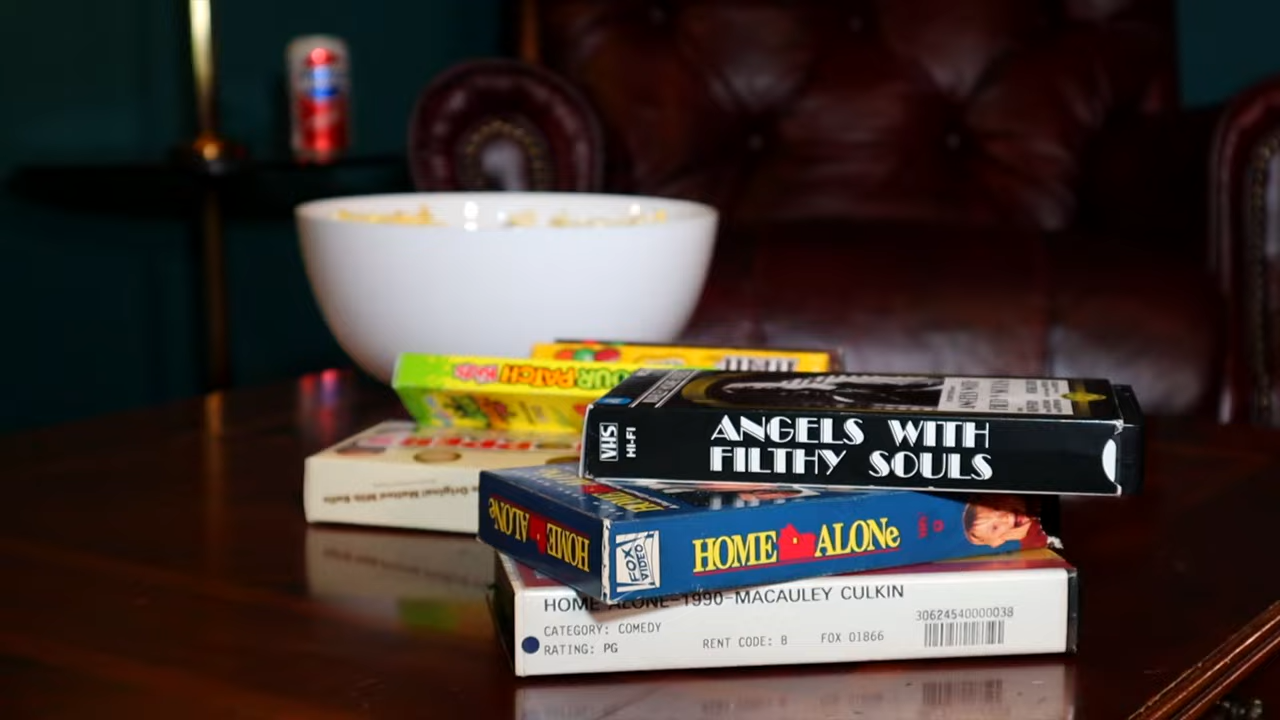 OUR PATCH Kids
VHS
HI-FI
ANGELS WITH
FILTHY SOULS
HOME ALONe
FOX
VIDEO
HOME ALONe
HOME ALONE-1990-MACAULEY CULKIN
CATEGORY: COMEDY
RATING: PG
RENT CODE: B
FOX 01866
30624540000038